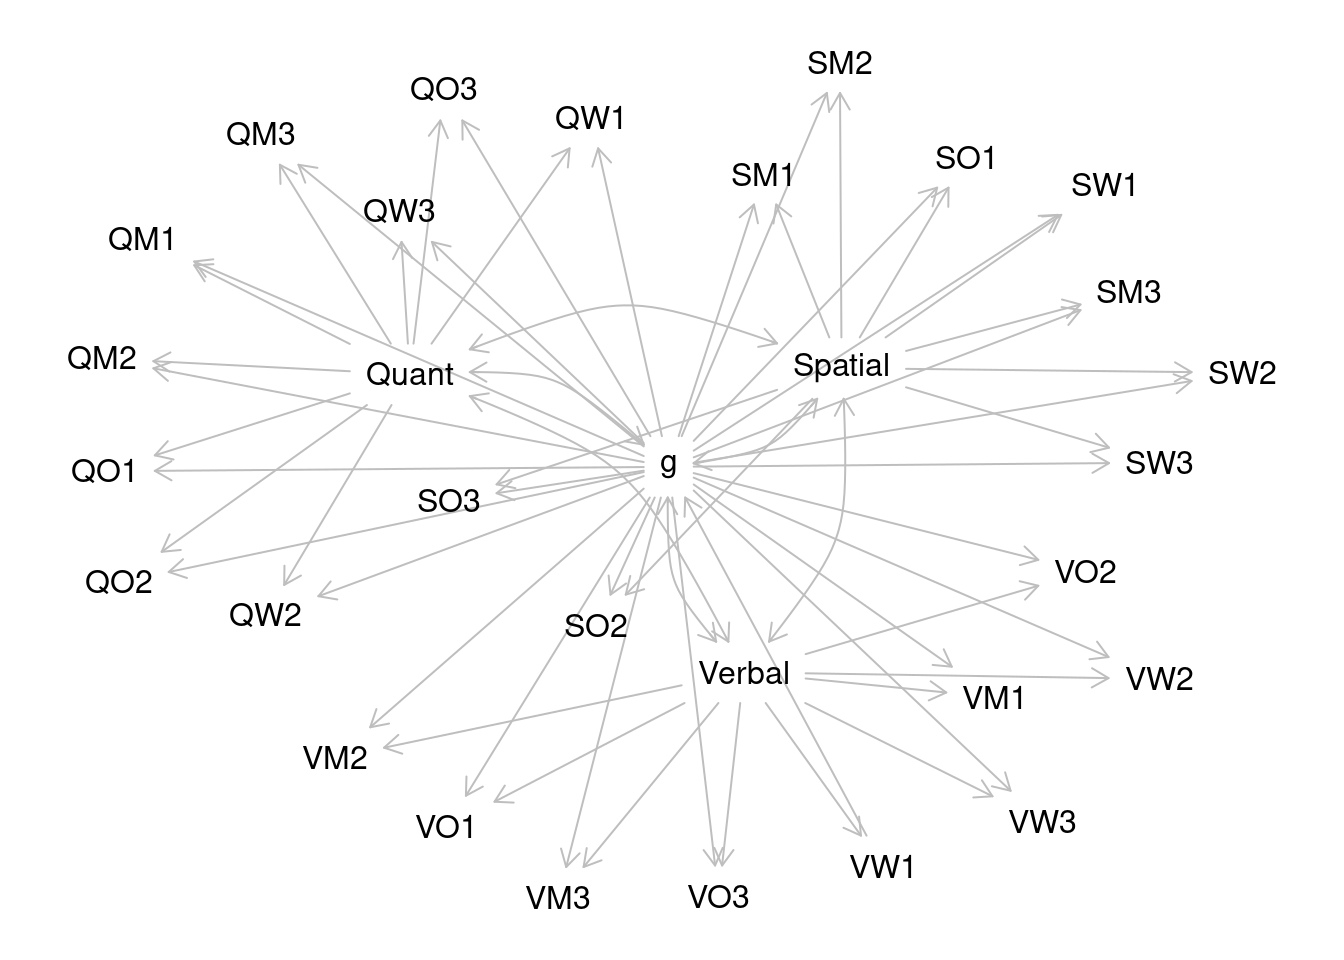 SM2
QO3
QW1
QM3
SO1
SM1
SW1
QW3
QM1
SM3
QM2
Spatial
SW2
Quant
g
SW3
QO1
SO3
VO2
QO2
QW2
SO2
Verbal
VW2
VM1
VM2
VW3
VO1
VW1
VM3
VO3